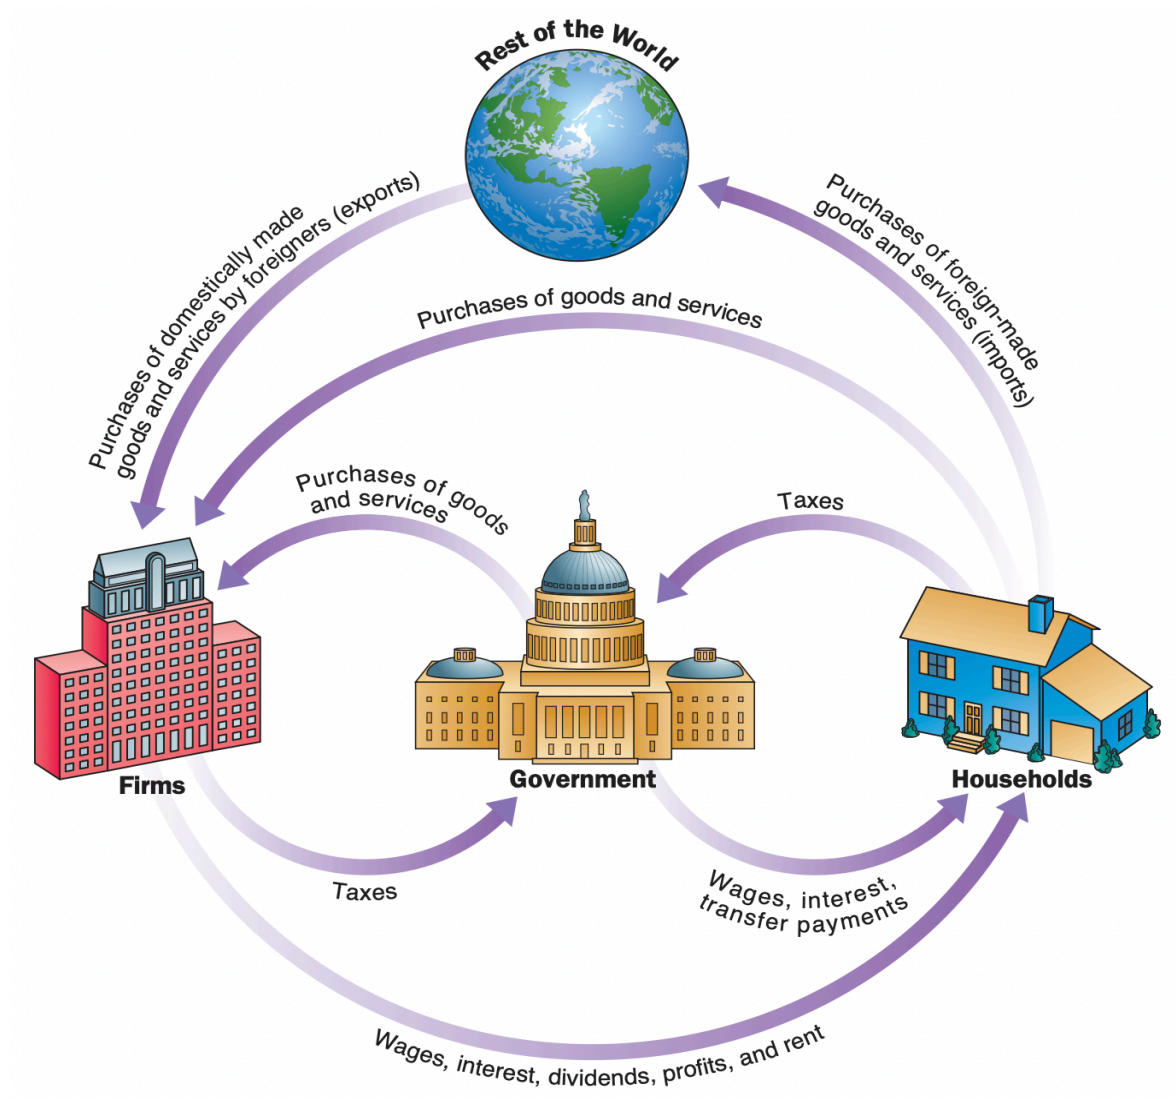 Rest of the World
Purchases of domestically made
goods and services by foreigners (exports)
Purchases of foreign-made
goods and services (imports)
Purchases of goods and services
Purchases of goods
and services
Taxes
Firms
Government
Households
Taxes
Wages, interest,
transfer payments
Wages, interest, dividends, profits, and rent